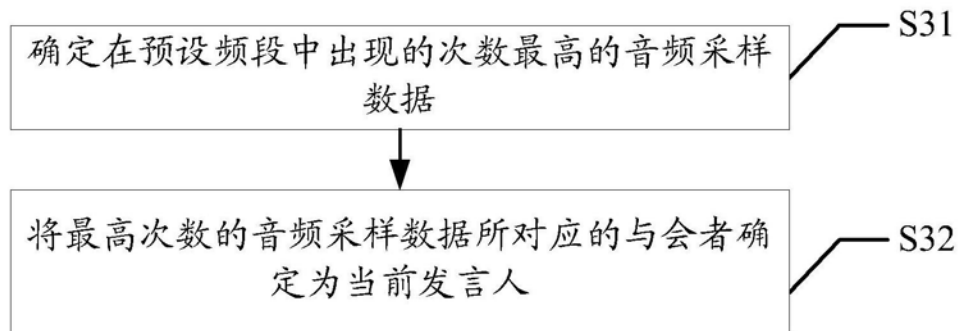 确定在预设频段中出现的次数最高的音频采样
数据
S31
将最高次数的音频采样数据所对应的与会者确
定为当前发言人
S32